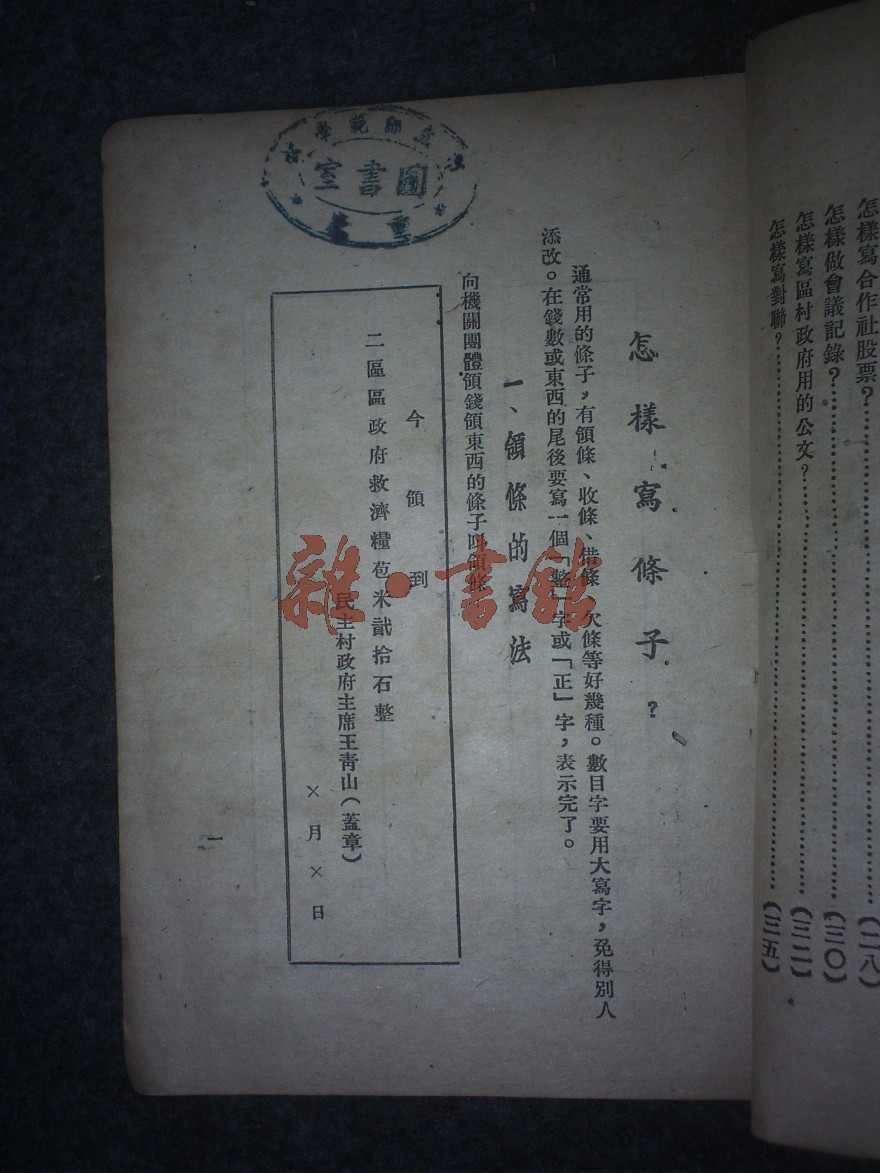 怎樣寫合作社股票？……………………(二八)
怎樣做會議記錄？……………………(三〇)
怎樣寫區村政府用的公文？……………………(三二)
怎樣寫對聯？……………………(三五)
圖書室
怎樣寫條子？
通常用的條子，有領條、收條、借條、欠條等好幾種。數目字要用大寫字，免得別人
添改。在錢數或東西的尾後要寫一個「整」字或「正」字，表示完了。
一、領條的寫法
向機關團體領錢領東西的條子叫領條
今領到
二區區政府救濟糧苞米貳拾石整
民主村政府主席王青山（蓋章）
×月×日
一
雜·書館